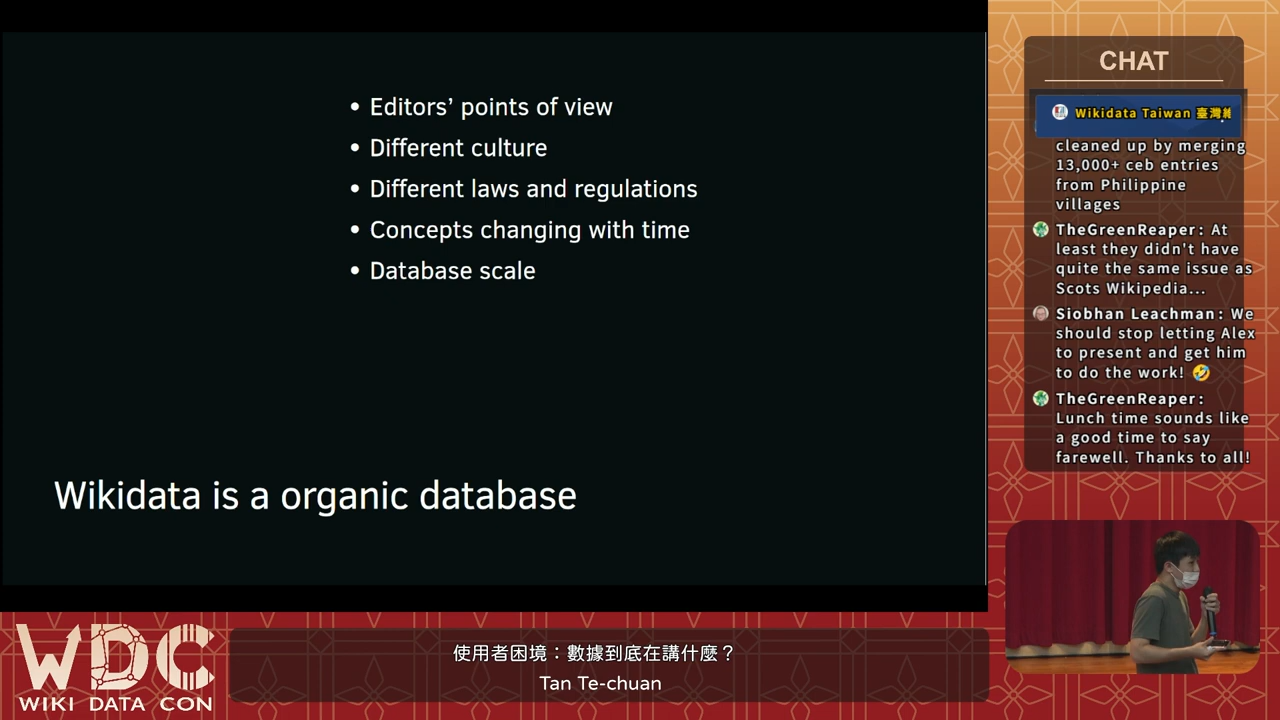 • Editors’ points of view
• Different culture
• Different laws and regulations
• Concepts changing with time
• Database scale
Wikidata is a organic database
CHAT
Wikidata Taiwan 臺灣維
cleaned up by merging
13,000+ ceb entries
from Philippine
villages
TheGreenReaper: At
least they didn't have
quite the same issue as
Scots Wikipedia...
Siobhan Leachman: We
should stop letting Alex
to present and get him
to do the work! 🤣
TheGreenReaper:
Lunch time sounds like
a good time to say
farewell. Thanks to all!
WDC
WIKI DATA CON
使用者困境：數據到底在講什麼？
Tan Te-chuan